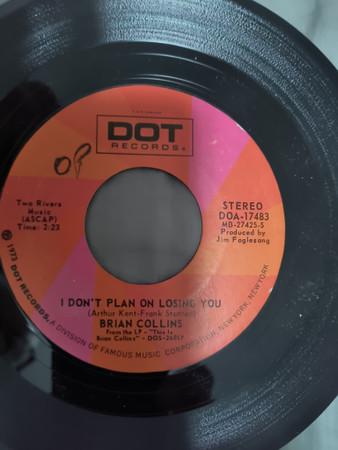 DOT
RECORDS®
Two Rivers
Music
(ASCAP)
Time: 2:23
STEREO
DOA-17483
MB-27425-S
Produced by
Jim Foglesong
I DON'T PLAN ON LOSING YOU
(Arthur Kent-Frank
BRIAN COLLINS
From the LP - "This Is
Brian Collins" - DOS-26017
℗ 1973 DOT RECORDS, A DIVISION OF FAMOUS MUSIC CORPORATION, NEW YORK, NEW YORK